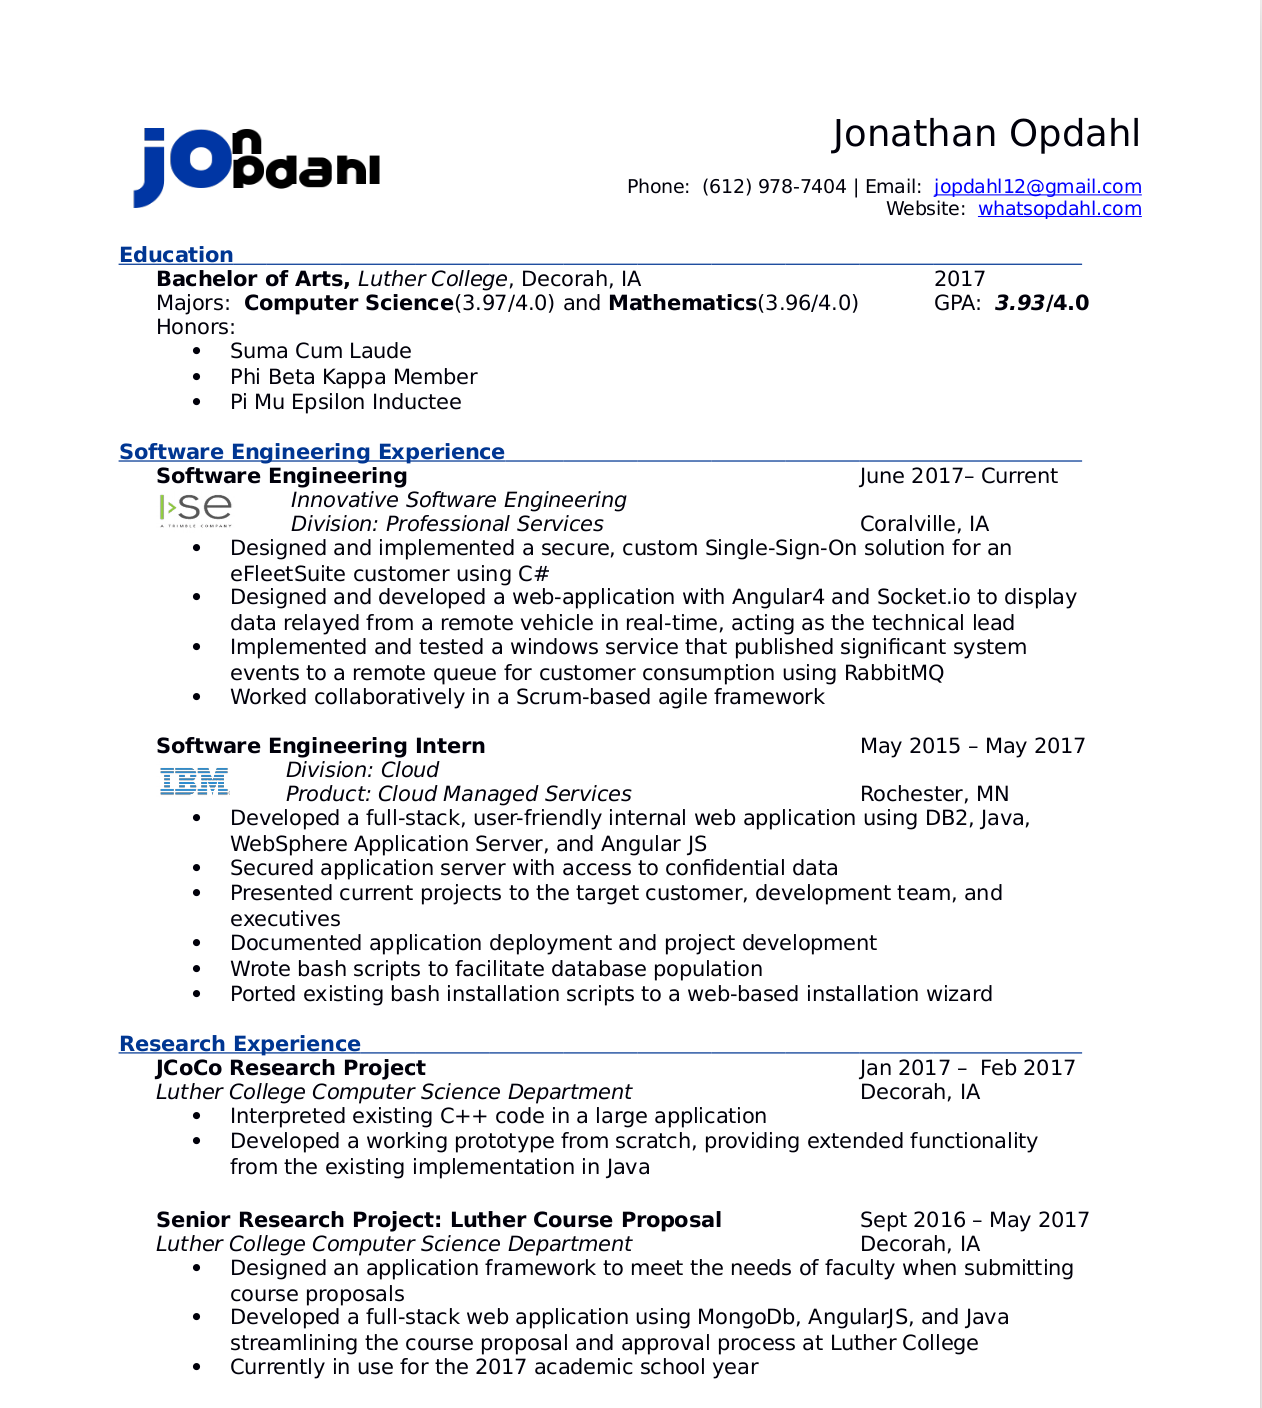 jon
opdahl
Jonathan Opdahl
Phone:  (612) 978-7404 | Email:  jopdahl12@gmail.com
Website:  whatsopdahl.com
Education
Bachelor of Arts, Luther College, Decorah, IA 2017
Majors:  Computer Science(3.97/4.0) and Mathematics(3.96/4.0) GPA:  3.93/4.0
Honors:
• Suma Cum Laude
• Phi Beta Kappa Member
• Pi Mu Epsilon Inductee
Software Engineering Experience
Software Engineering June 2017– Current
Innovative Software Engineering
I>se
A TRIMBLE COMPANY
Division: Professional Services Coralville, IA
• Designed and implemented a secure, custom Single-Sign-On solution for an
eFleetSuite customer using C#
• Designed and developed a web-application with Angular4 and Socket.io to display
data relayed from a remote vehicle in real-time, acting as the technical lead
• Implemented and tested a windows service that published significant system
events to a remote queue for customer consumption using RabbitMQ
• Worked collaboratively in a Scrum-based agile framework
Software Engineering Intern May 2015 – May 2017
Division: Cloud
IBM
Product: Cloud Managed Services Rochester, MN
• Developed a full-stack, user-friendly internal web application using DB2, Java,
WebSphere Application Server, and Angular JS
• Secured application server with access to confidential data
• Presented current projects to the target customer, development team, and
executives
• Documented application deployment and project development
• Wrote bash scripts to facilitate database population
• Ported existing bash installation scripts to a web-based installation wizard
Research Experience
JCoCo Research Project Jan 2017 –  Feb 2017
Luther College Computer Science Department Decorah, IA
• Interpreted existing C++ code in a large application
• Developed a working prototype from scratch, providing extended functionality
from the existing implementation in Java
Senior Research Project: Luther Course Proposal Sept 2016 – May 2017
Luther College Computer Science Department Decorah, IA
• Designed an application framework to meet the needs of faculty when submitting
course proposals
• Developed a full-stack web application using MongoDb, AngularJS, and Java
streamlining the course proposal and approval process at Luther College
• Currently in use for the 2017 academic school year